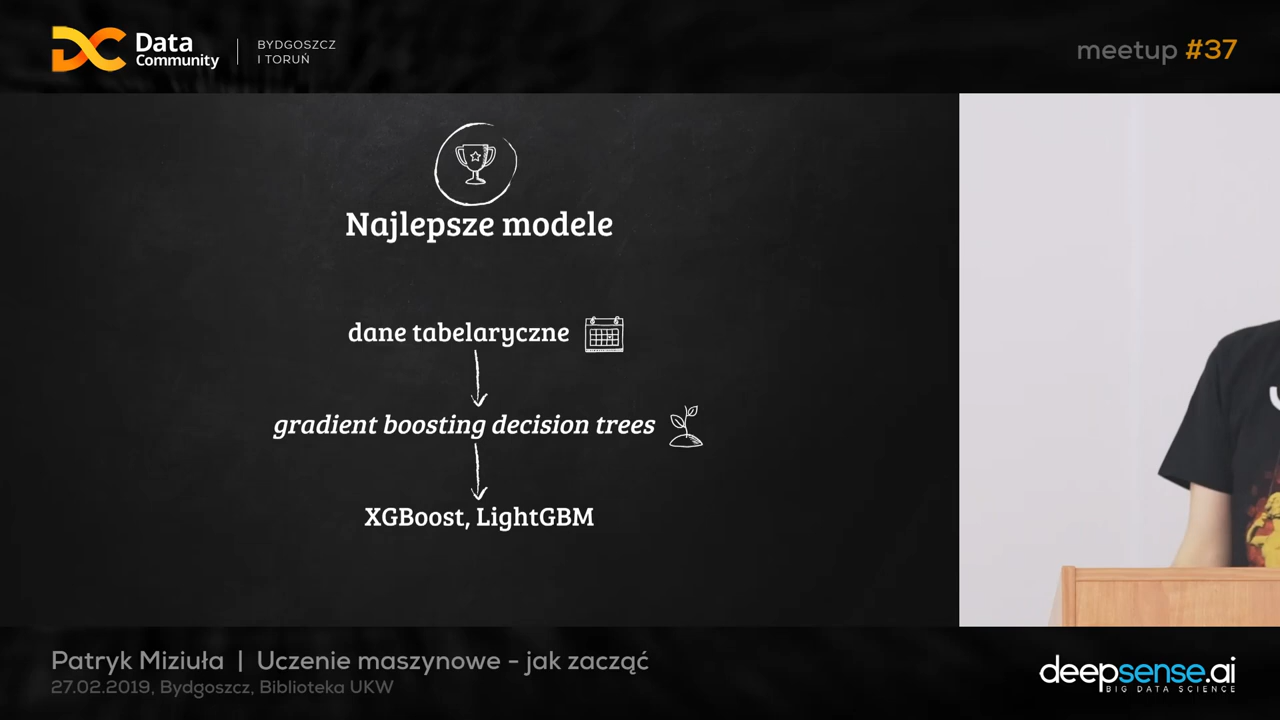 Data
Community
BYDGOSZCZ
I TORUŃ
meetup #37
Najlepsze modele
dane tabelaryczne
gradient boosting decision trees
XGBoost, LightGBM
Patryk Miziuła | Uczenie maszynowe - jak zacząć
27.02.2019, Bydgoszcz, Biblioteka UKW
deepsense.ai
BIG DATA SCIENCE